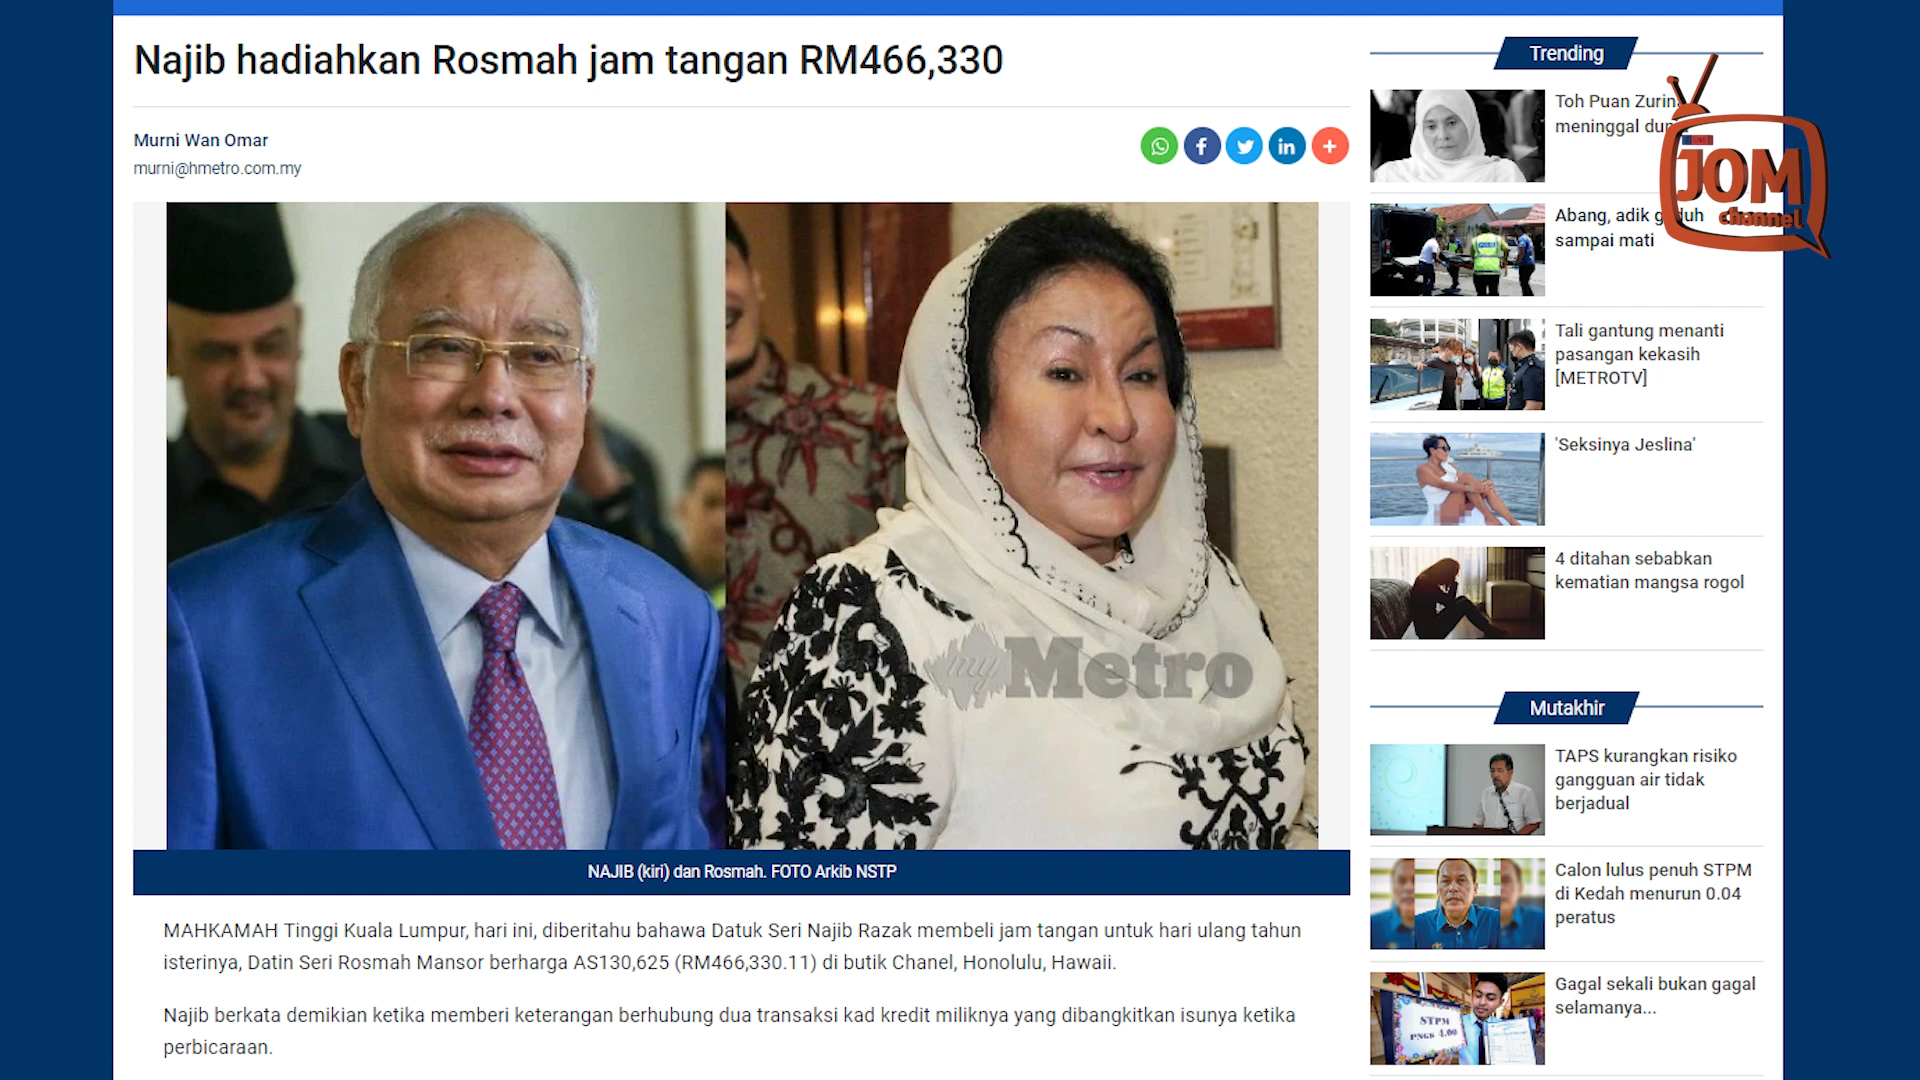 Najib hadiahkan Rosmah jam tangan RM466,330
Murni Wan Omar
murni@hmetro.com.my
my Metro
NAJIB (kiri) dan Rosmah. FOTO Arkib NSTP
MAHKAMAH Tinggi Kuala Lumpur, hari ini, diberitahu bahawa Datuk Seri Najib Razak membeli jam tangan untuk hari ulang tahun
isterinya, Datin Seri Rosmah Mansor berharga AS130,625 (RM466,330.11) di butik Chanel, Honolulu, Hawaii.
Najib berkata demikian ketika memberi keterangan berhubung dua transaksi kad kredit miliknya yang dibangkitkan isunya ketika
perbicaraan.
Trending
Toh Puan
meninggal
JOM
channel
Abang, adik
sampai mati
Tali gantung menanti
pasangan kekasih
[METROTV]
'Seksinya Jeslina'
4 ditahan sebabkan
kematian mangsa rogol
Mutakhir
TAPS kurangkan risiko
gangguan air tidak
berjadual
Calon lulus penuh STPM
di Kedah menurun 0.04
peratus
Gagal sekali bukan gagal
selamanya...
STPM
PNGK 4.00